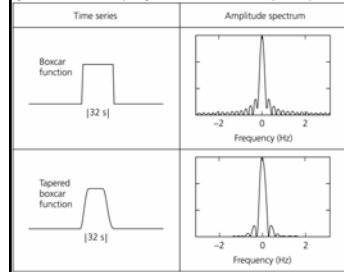 Time series
Amplitude spectrum
Boxcar
function
|32 s|
−2
0
2
Frequency (Hz)
Tapered
boxcar
function
|32 s|
−2
0
2
Frequency (Hz)